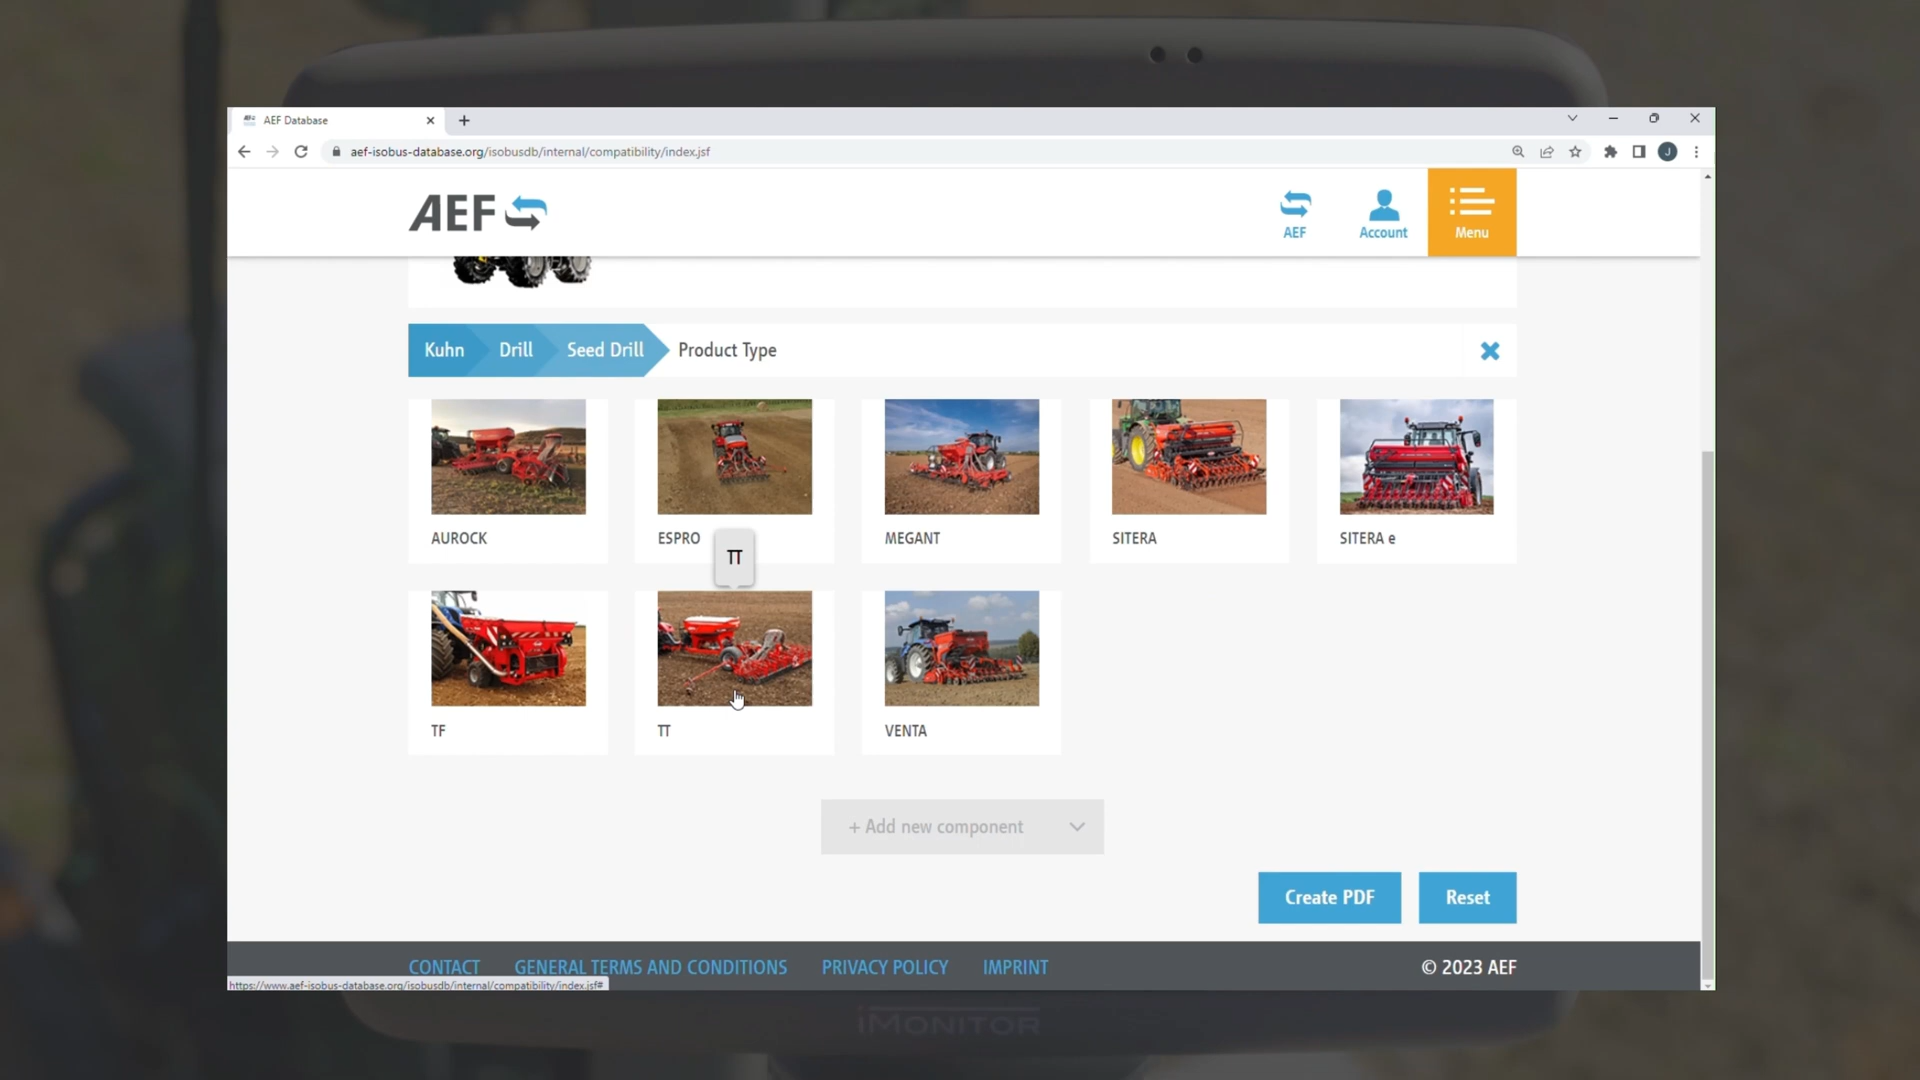 AEF Database
aef-isobus-database.org/isobusdb/internal/compatibility/index.jsf
J
AEF
AEF
Account
Menu
Kuhn
Drill
Seed Drill
Product Type
AUROCK
ESPRO
MEGANT
SITERA
SITERA e
TT
TF
TT
VENTA
+ Add new component
Create PDF
Reset
CONTACT
GENERAL TERMS AND CONDITIONS
PRIVACY POLICY
IMPRINT
© 2023 AEF
https://www.aef-isobus-database.org/isobusdb/internal/compatibility/index.jsf#
iMONITOR